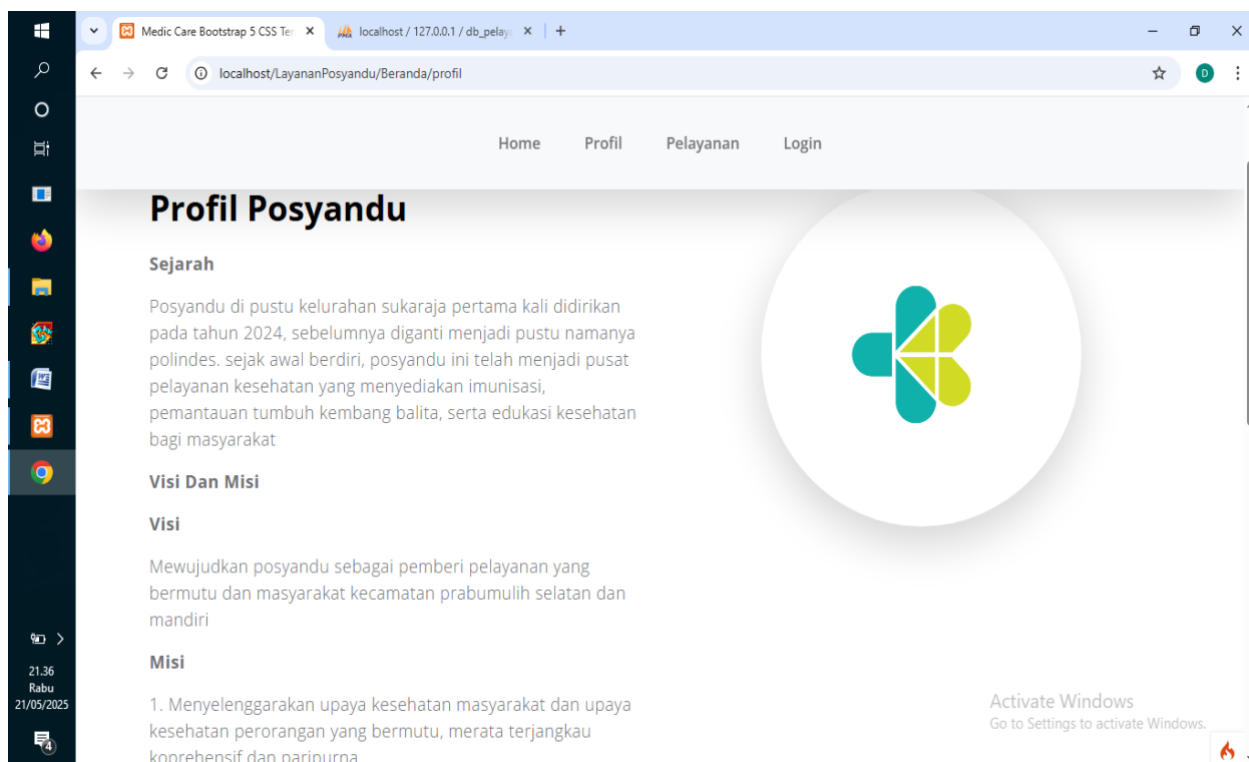 Medic Care Bootstrap 5 CSS Ter
localhost / 127.0.0.1 / db_pelay
localhost/LayananPosyandu/Beranda/profil
D
Home Profil Pelayanan Login
Profil Posyandu
Sejarah
Posyandu di pustu kelurahan sukaraja pertama kali didirikan
pada tahun 2024, sebelumnya diganti menjadi pustu namanya
polindes. sejak awal berdiri, posyandu ini telah menjadi pusat
pelayanan kesehatan yang menyediakan imunisasi,
pemantauan tumbuh kembang balita, serta edukasi kesehatan
bagi masyarakat
Visi Dan Misi
Visi
Mewujudkan posyandu sebagai pemberi pelayanan yang
bermutu dan masyarakat kecamatan prabumulih selatan dan
mandiri
Misi
1. Menyelenggarakan upaya kesehatan masyarakat dan upaya
kesehatan perorangan yang bermutu, merata terjangkau
koprehensif dan paripurna
Activate Windows
Go to Settings to activate Windows.
21.36
Rabu
21/05/2025
4